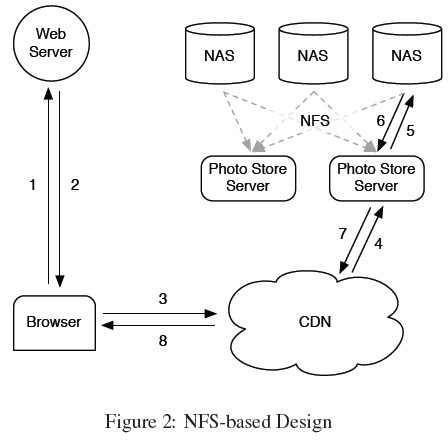 Web
Server
NAS
NAS
NAS
NFS
6
5
Photo Store
Server
Photo Store
Server
1
2
7
4
3
Browser
8
CDN
Figure 2: NFS-based Design